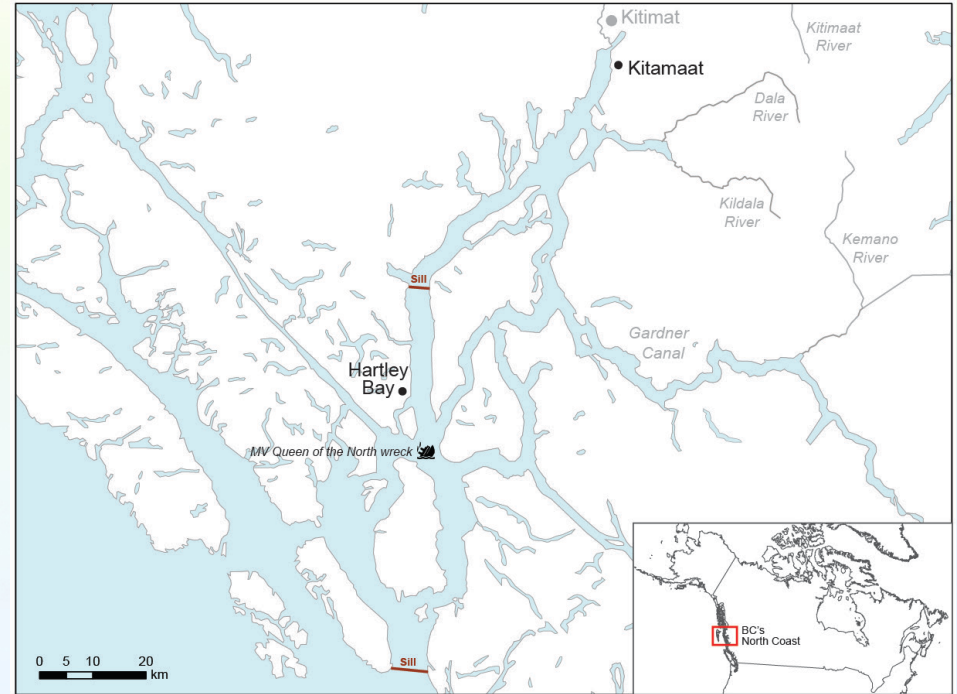 Kitimat
Kitimaat
River
Kitamaat
Dala
River
Kildala
River
Kemano
River
Sill
Gardner
Canal
Hartley
Bay
MV Queen of the North wreck
BC's
North Coast
0 5 10 20
km
Sill